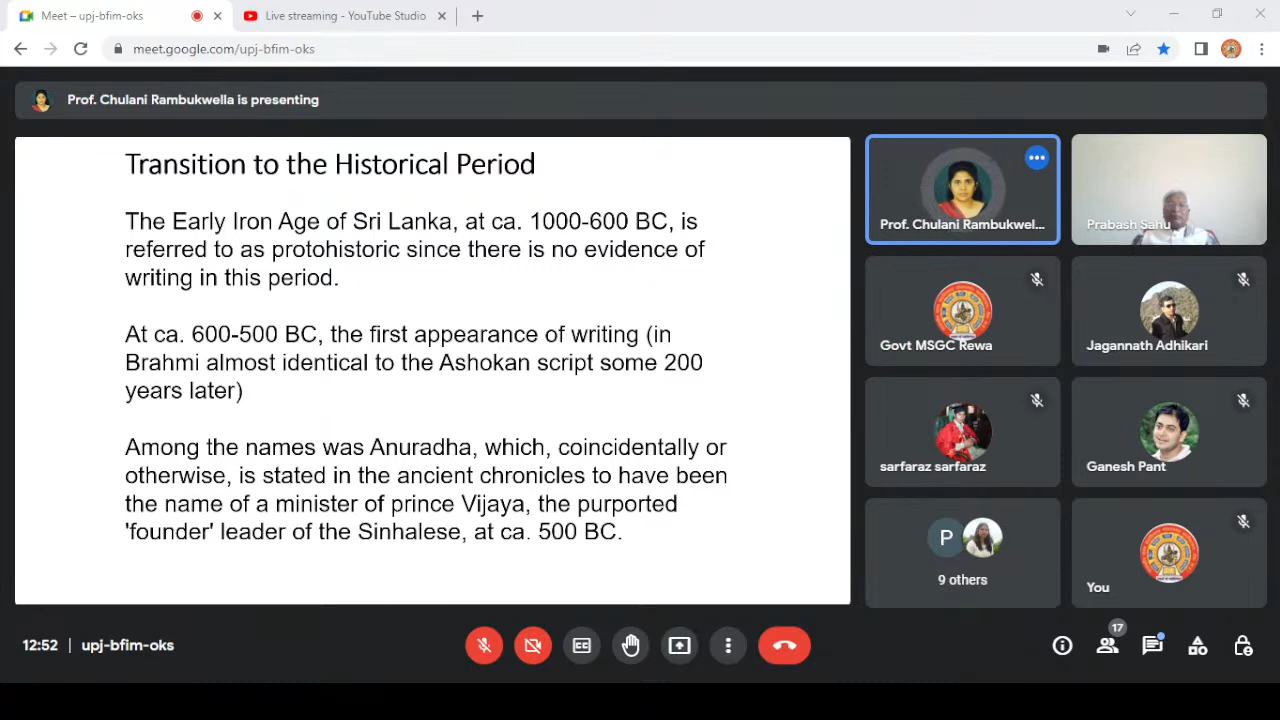 Meet – upj-bfim-oks
Live streaming - YouTube Studio
meet.google.com/upj-bfim-oks
Prof. Chulani Rambukwella is presenting
Transition to the Historical Period
The Early Iron Age of Sri Lanka, at ca. 1000-600 BC, is
referred to as protohistoric since there is no evidence of
writing in this period.
At ca. 600-500 BC, the first appearance of writing (in
Brahmi almost identical to the Ashokan script some 200
years later)
Among the names was Anuradha, which, coincidentally or
otherwise, is stated in the ancient chronicles to have been
the name of a minister of prince Vijaya, the purported
'founder' leader of the Sinhalese, at ca. 500 BC.
Prof. Chulani Rambukwel...
Prabash Sahu
Govt MSGC Rewa
Jagannath Adhikari
sarfaraz sarfaraz
Ganesh Pant
P
9 others
You
12:52 | upj-bfim-oks
CC
17